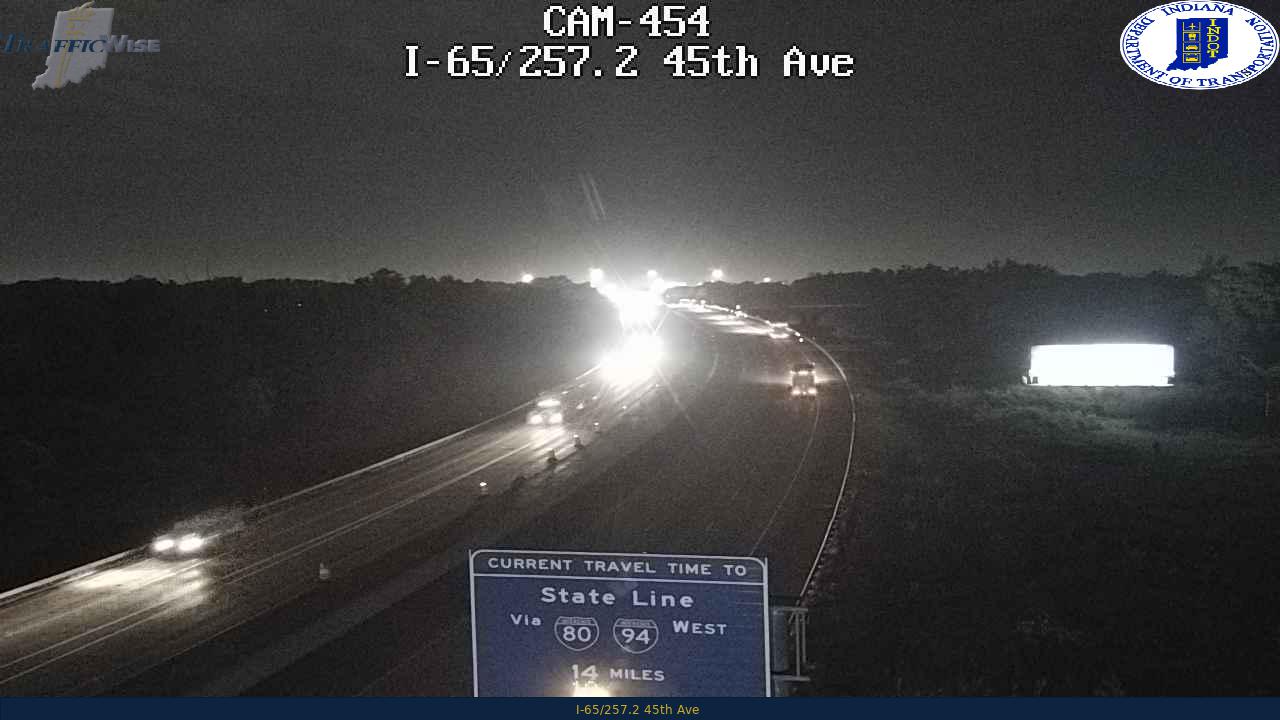 CAM-454
I-65/257.2 45th Ave
TRAFFICWISE
INDIANA
DEPARTMENT OF TRANSPORTATION
INDOT
CURRENT TRAVEL TIME TO
State Line
Via 80 94 WEST
14 MILES
I-65/257.2 45th Ave